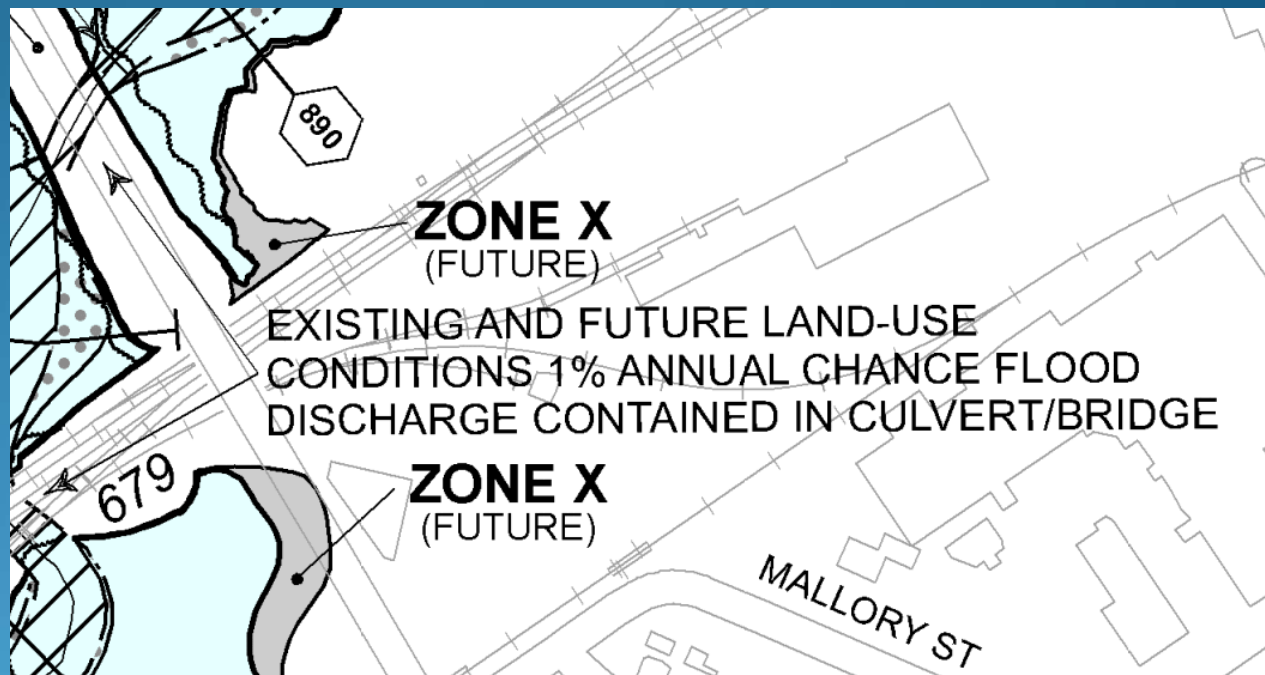 890
ZONE X
(FUTURE)
EXISTING AND FUTURE LAND-USE
CONDITIONS 1% ANNUAL CHANCE FLOOD
DISCHARGE CONTAINED IN CULVERT/BRIDGE
679
ZONE X
(FUTURE)
MALLORY ST